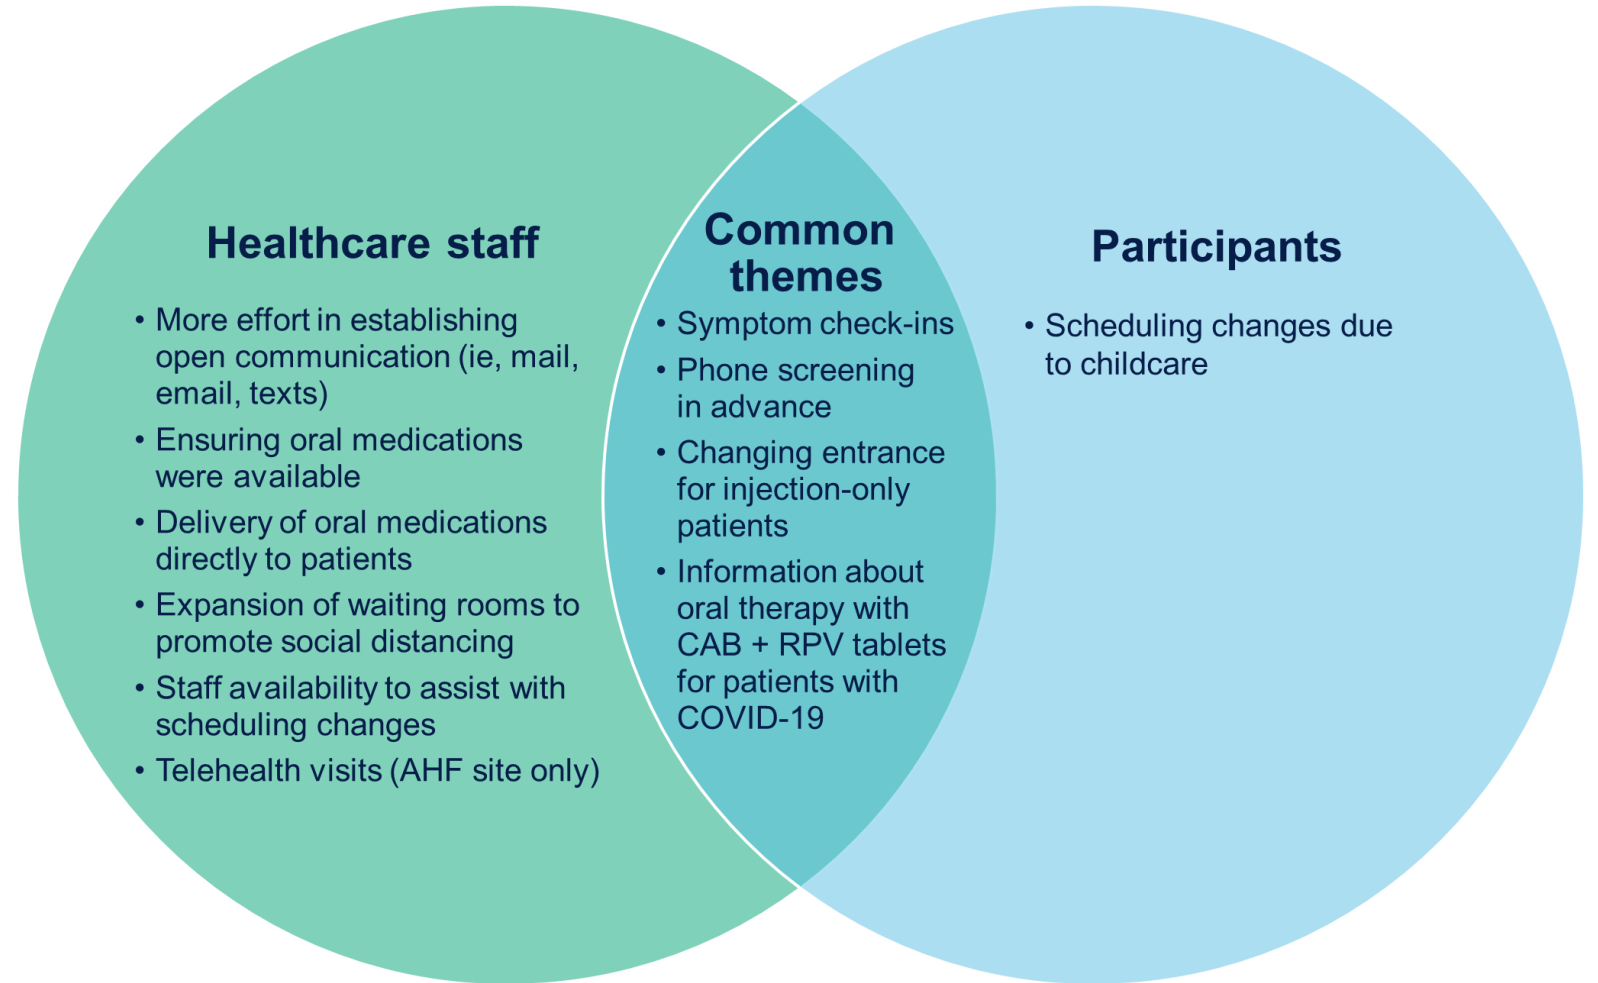 Healthcare staff
• More effort in establishing
open communication (ie, mail,
email, texts)
• Ensuring oral medications
were available
• Delivery of oral medications
directly to patients
• Expansion of waiting rooms to
promote social distancing
• Staff availability to assist with
scheduling changes
• Telehealth visits (AHF site only)
Common
themes
• Symptom check-ins
• Phone screening
in advance
• Changing entrance
for injection-only
patients
• Information about
oral therapy with
CAB + RPV tablets
for patients with
COVID-19
Participants
• Scheduling changes due
to childcare